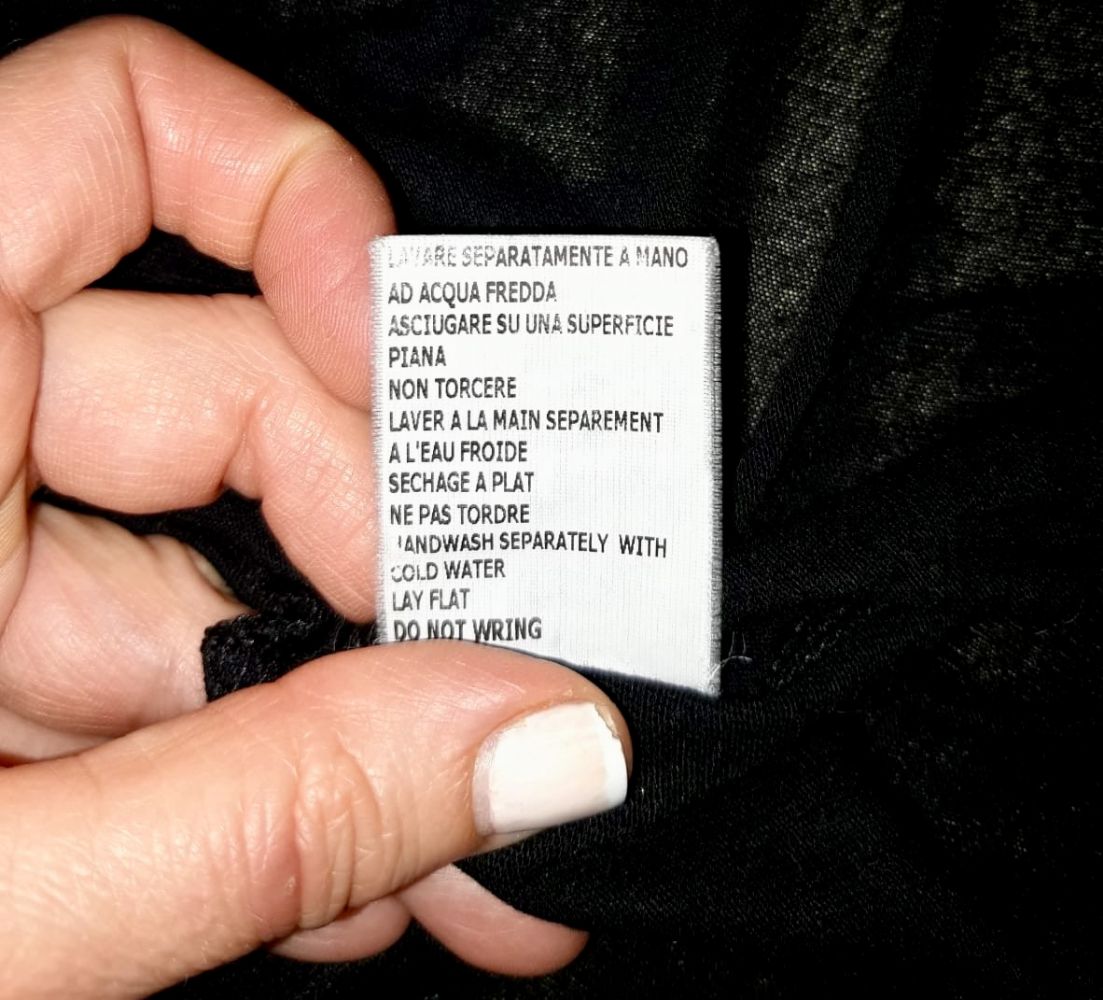 LAVARE SEPARATAMENTE A MANO
AD ACQUA FREDDA
ASCIUGARE SU UNA SUPERFICIE
PIANA
NON TORCERE
LAVER A LA MAIN SEPAREMENT
A L'EAU FROIDE
SECHAGE A PLAT
NE PAS TORDRE
HANDWASH SEPARATELY WITH
COLD WATER
LAY FLAT
DO NOT WRING